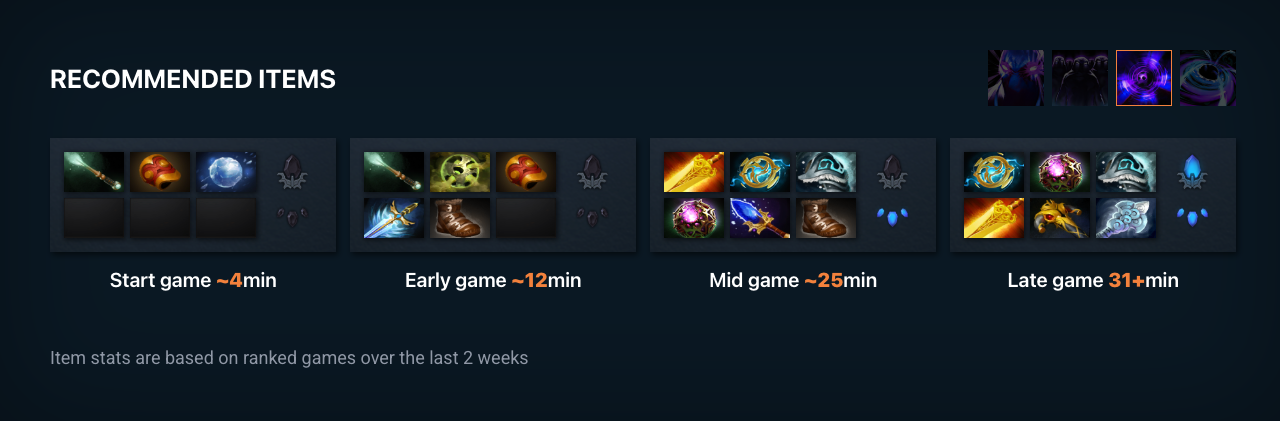 RECOMMENDED ITEMS
Start game ~4min
Early game ~12min
Mid game ~25min
Late game 31+min
Item stats are based on ranked games over the last 2 weeks